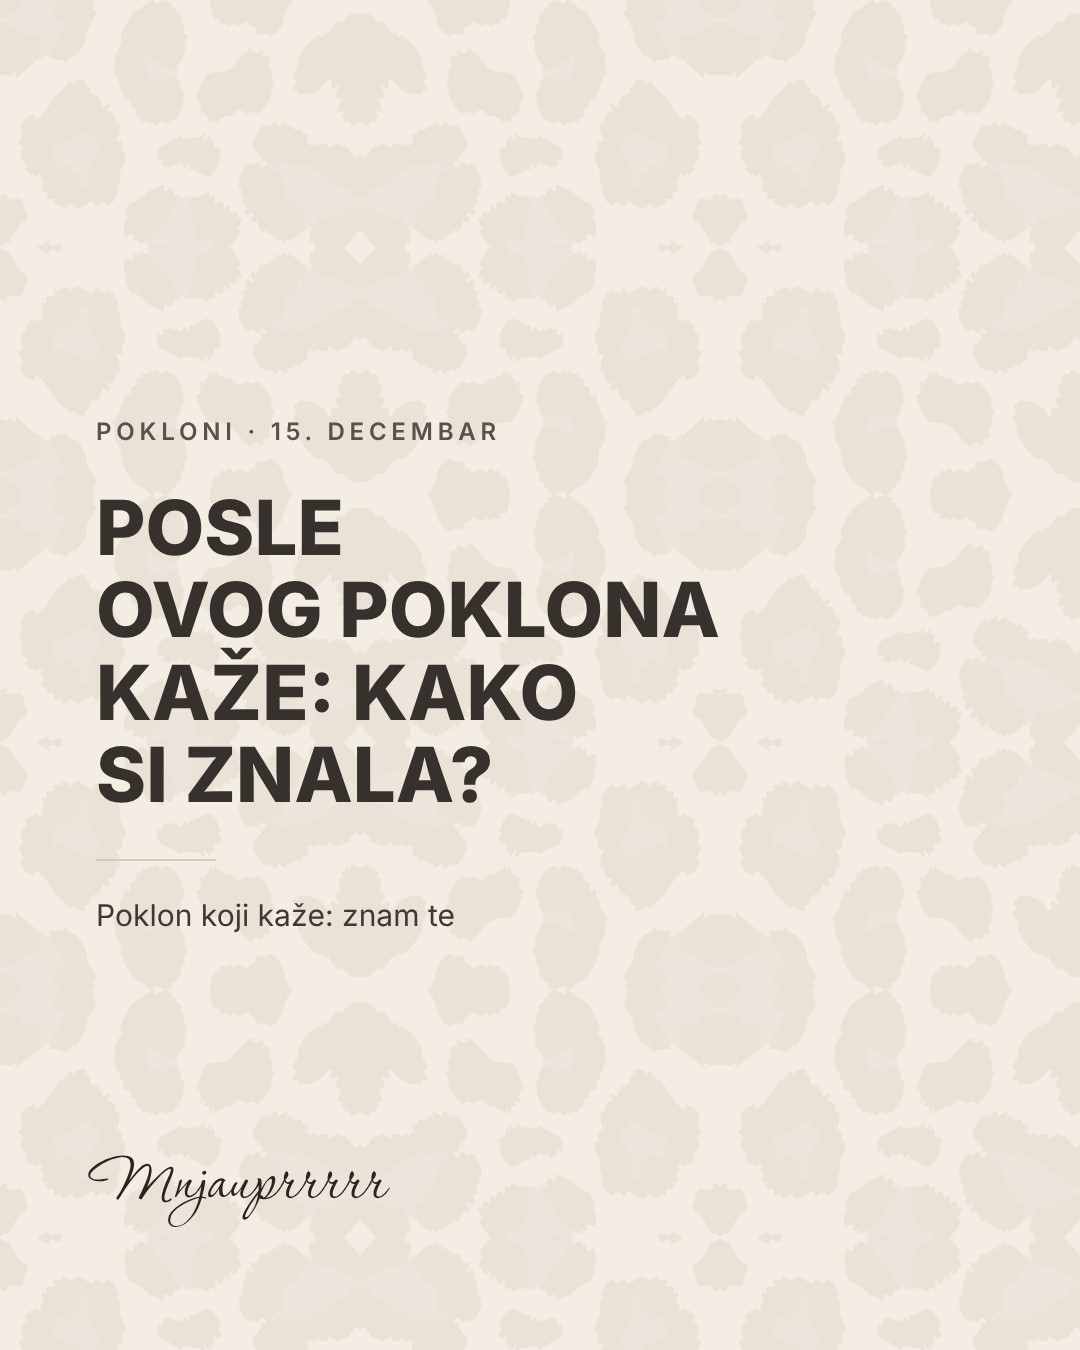 POKLONI · 15. DECEMBAR
POSLE
OVOG POKLONA
KAŽE: KAKO
SI ZNALA?
Poklon koji kaže: znam te
Mnjauprrrrr